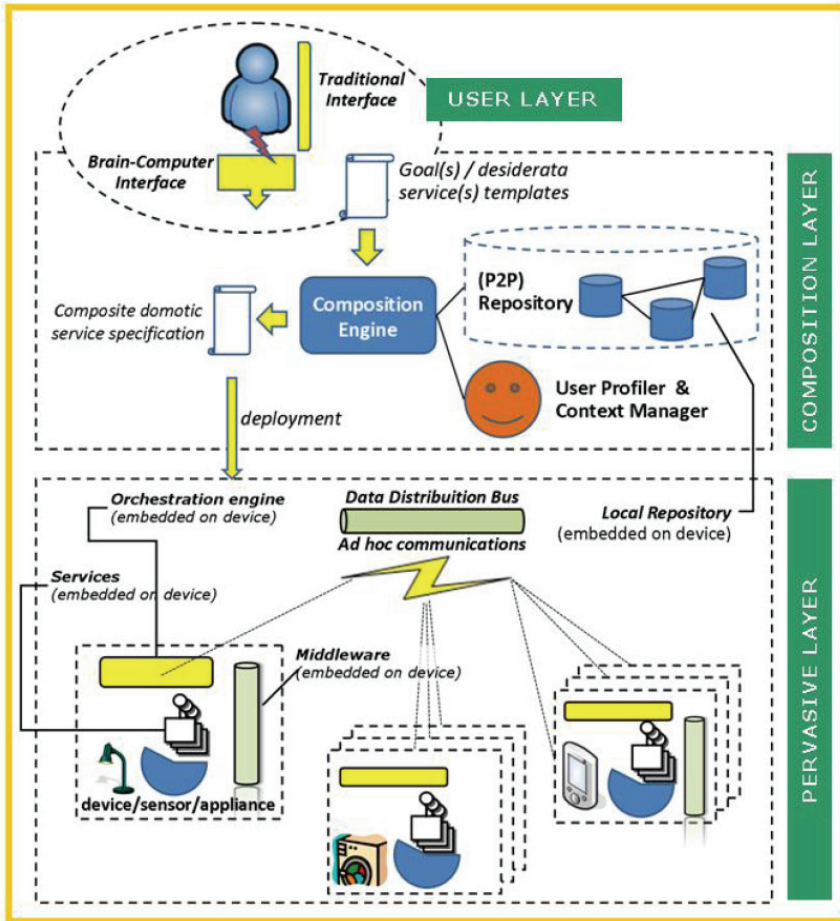 Traditional
Interface
USER LAYER
Brain-Computer
Interface
Goal(s) / desiderata
service(s) templates
COMPOSITION LAYER
(P2P)
Repository
Composite domotic
service specification
Composition
Engine
User Profiler &
Context Manager
deployment
Orchestration engine
(embedded on device)
Data Distribuition Bus
Local Repository
(embedded on device)
Ad hoc communications
Services
(embedded on device)
PERVASIVE LAYER
Middleware
(embedded on device)
device/sensor/appliance